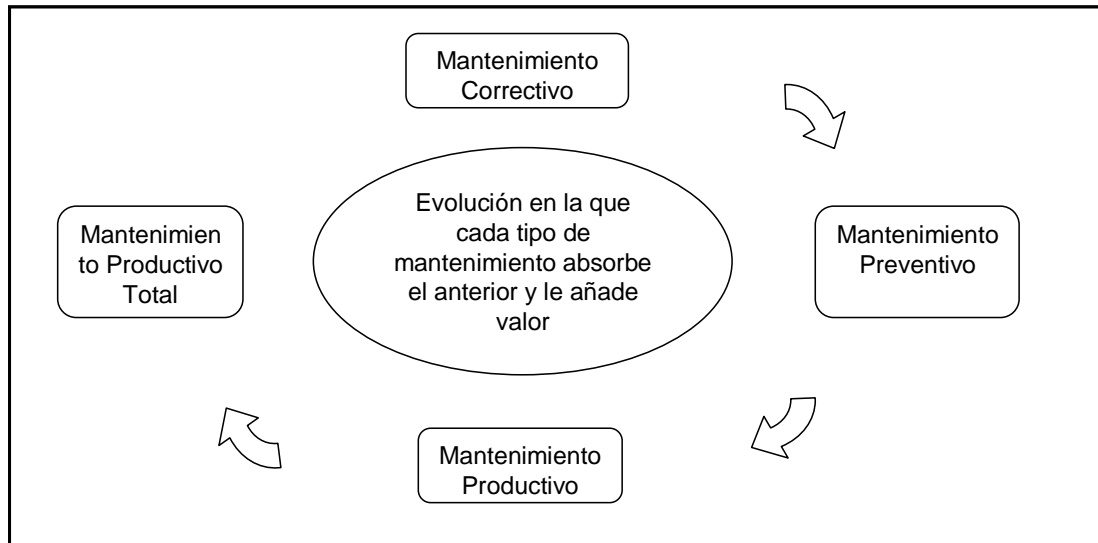 Mantenimiento
Correctivo
Evolución en la que
cada tipo de
mantenimiento absorbe
el anterior y le añade
valor
Mantenimien
to Productivo
Total
Mantenimiento
Preventivo
Mantenimiento
Productivo